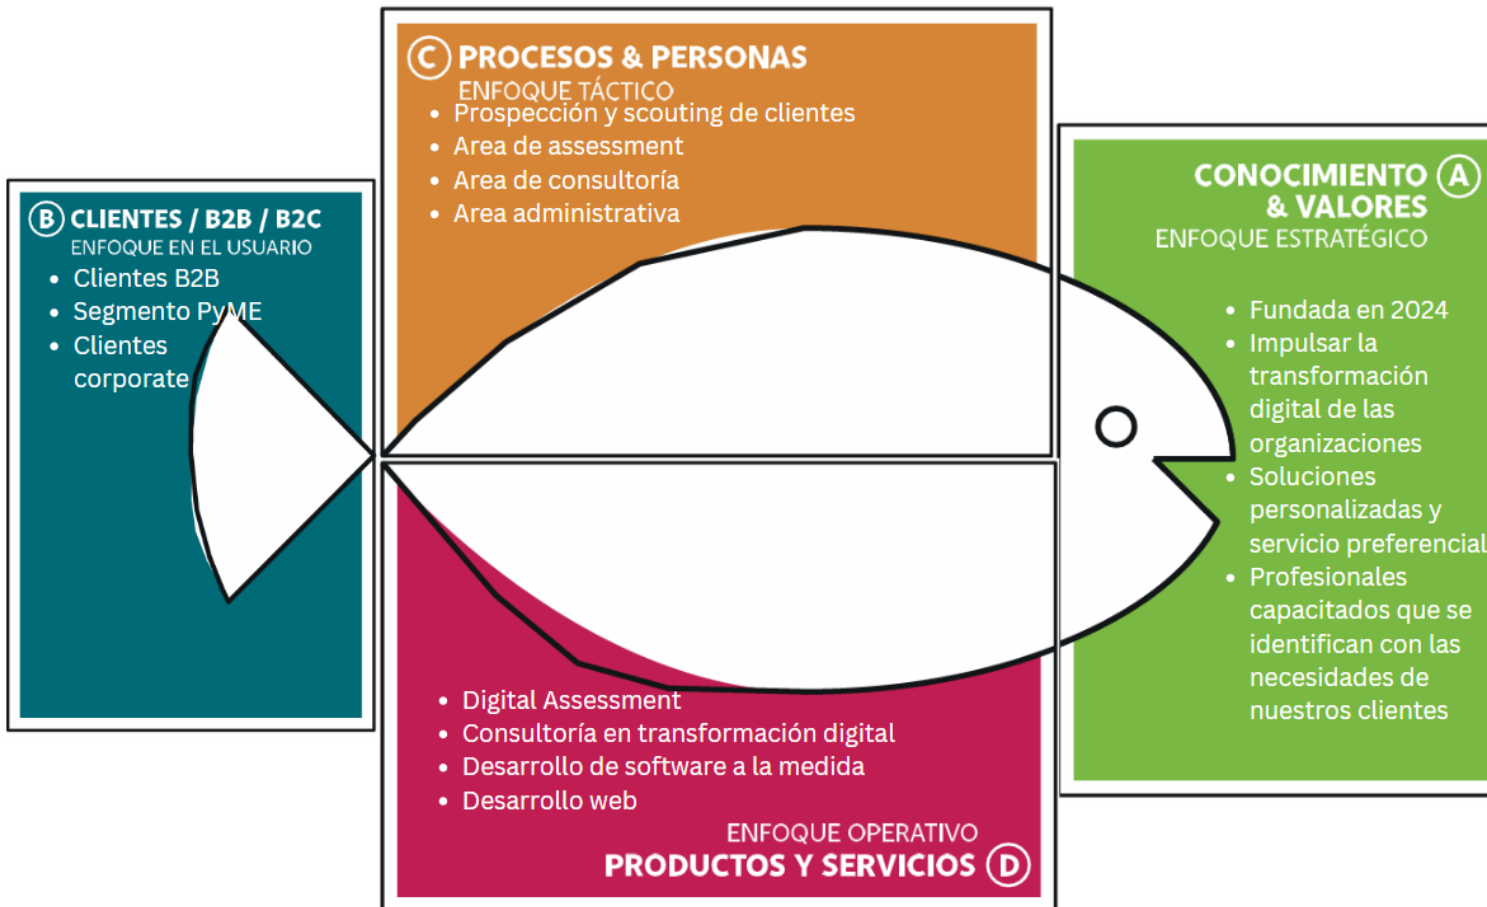 C PROCESOS & PERSONAS
ENFOQUE TÁCTICO
• Prospección y scouting de clientes
• Area de assessment
• Area de consultoría
• Area administrativa
B CLIENTES / B2B / B2C
ENFOQUE EN EL USUARIO
• Clientes B2B
• Segmento PyME
• Clientes
corporate
CONOCIMIENTO A
& VALORES
ENFOQUE ESTRATÉGICO
• Fundada en 2024
• Impulsar la
transformación
digital de las
organizaciones
• Soluciones
personalizadas y
servicio preferencial
• Profesionales
capacitados que se
identifican con las
necesidades de
nuestros clientes
• Digital Assessment
• Consultoría en transformación digital
• Desarrollo de software a la medida
• Desarrollo web
ENFOQUE OPERATIVO
PRODUCTOS Y SERVICIOS D